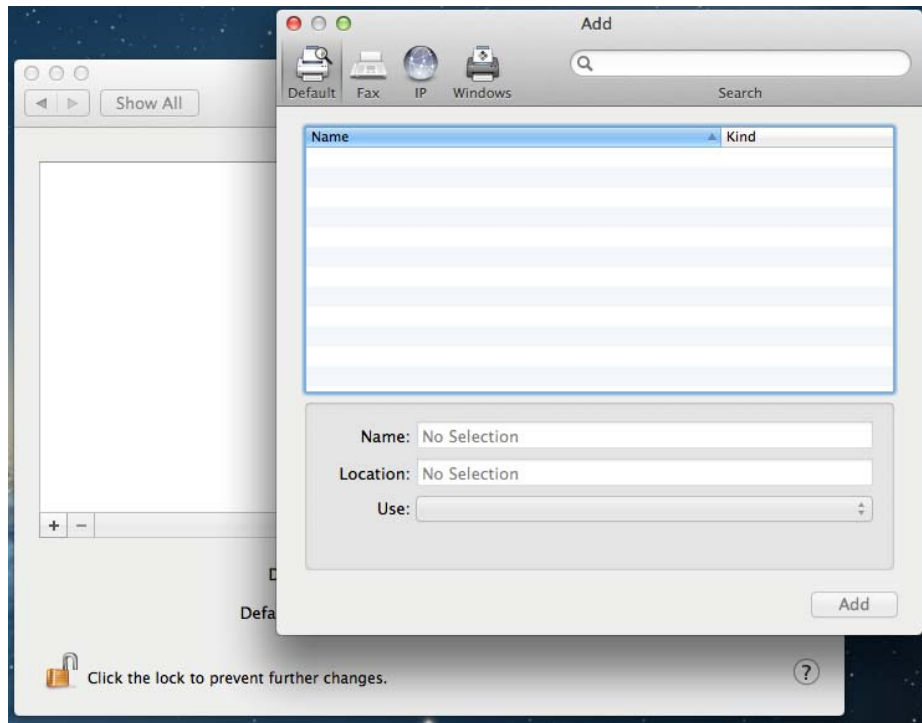 Add
Default Fax IP Windows
Search
Show All
Name Kind
Name: No Selection
Location: No Selection
Use:
+ −
D
Defa
Add
Click the lock to prevent further changes.
?